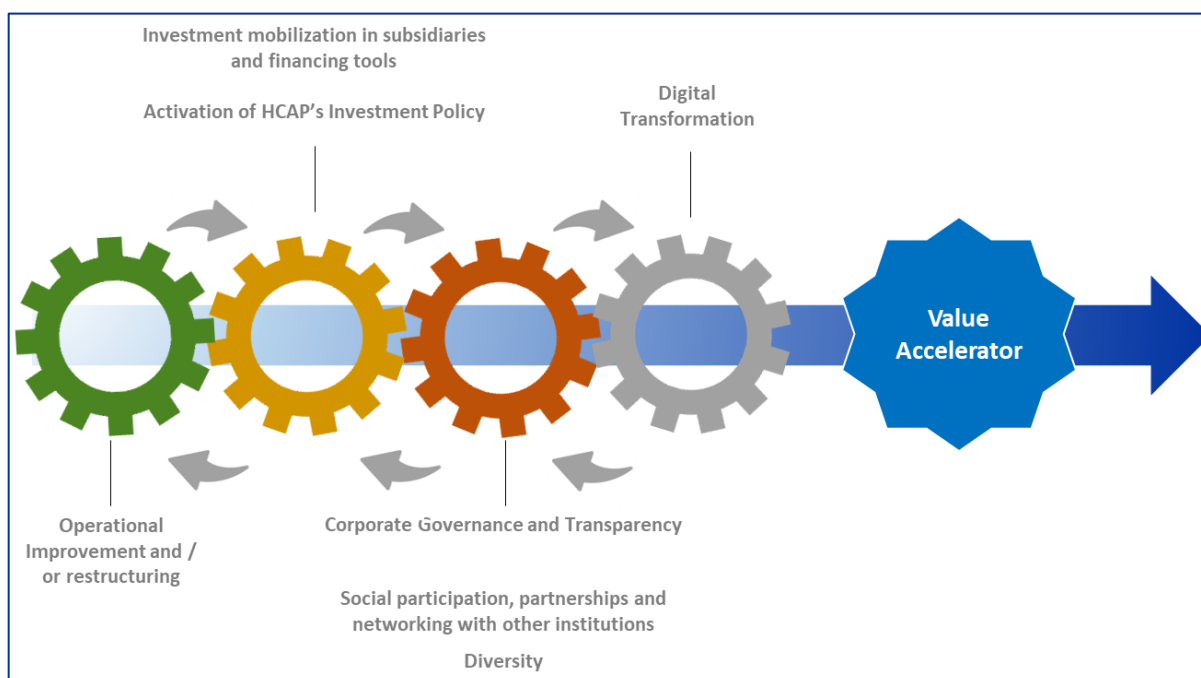 Investment mobilization in subsidiaries
and financing tools
Activation of HCAP's Investment Policy
Digital
Transformation
Value
Accelerator
Operational
Improvement and /
or restructuring
Corporate Governance and Transparency
Social participation, partnerships and
networking with other institutions
Diversity